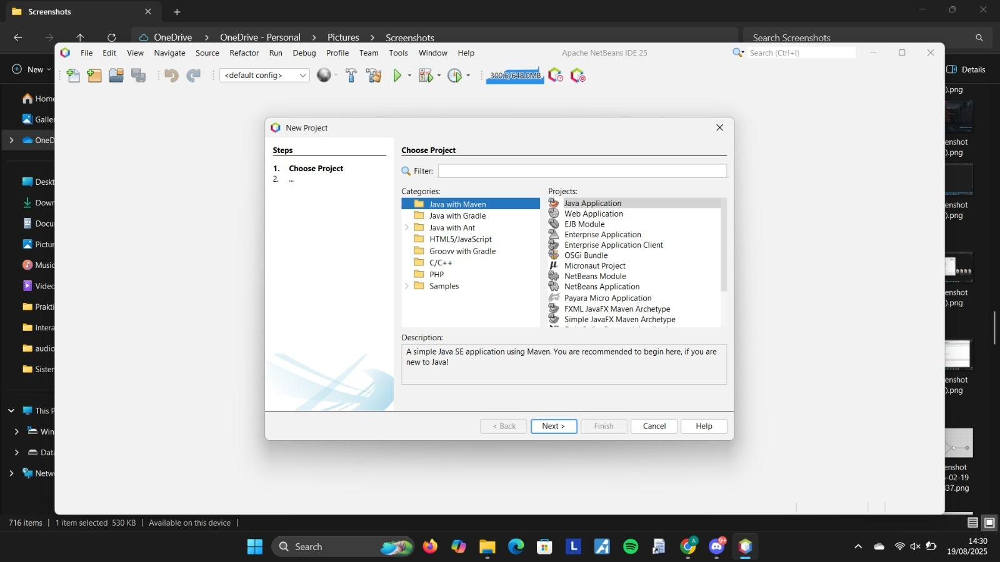 Screenshots
OneDrive
OneDrive - Personal
Pictures
Screenshots
Search Screenshots
New
Details
File Edit View Navigate Source Refactor Run Debug Profile Team Tools Window Help
Apache NetBeans IDE 25
Search (Ctrl+I)
<default config>
300.6/648.0MB
Home
Galle
OneD
Deskt
Down
Docu
Pictur
Music
Videc
Prakti
Intera
audio
Sister
This P
Win
Data
Netw
New Project
Steps
1. Choose Project
2. ...
Choose Project
Filter:
Categories:
Java with Maven
Java with Gradle
Java with Ant
HTML5/JavaScript
Groovy with Gradle
C/C++
PHP
Samples
Projects:
Java Application
Web Application
EJB Module
Enterprise Application
Enterprise Application Client
OSGi Bundle
Micronaut Project
NetBeans Module
NetBeans Application
Payara Micro Application
FXML JavaFX Maven Archetype
Simple JavaFX Maven Archetype
Description:
A simple Java SE application using Maven. You are recommended to begin here, if you are
new to Java!
< Back
Next >
Finish
Cancel
Help
).png
enshot
).png
enshot
).png
enshot
).png
enshot
).png
enshot
-02-19
37.png
716 items
1 item selected 530 KB
Available on this device
Search
9+
14:30
19/08/2025